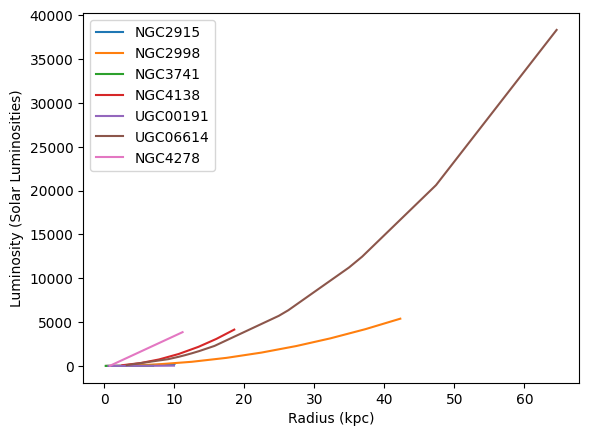 40000
35000
30000
25000
20000
15000
10000
5000
0
Luminosity (Solar Luminosities)
NGC2915
NGC2998
NGC3741
NGC4138
UGC00191
UGC06614
NGC4278
0 10 20 30 40 50 60
Radius (kpc)